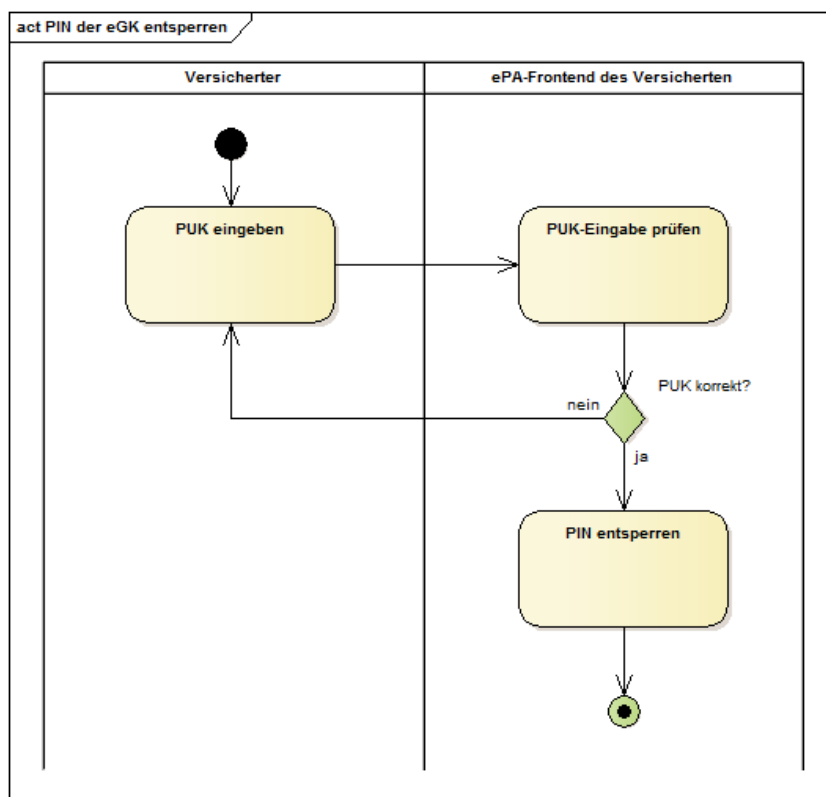 act PIN der eGK entsperren
Versicherter
ePA-Frontend des Versicherten
PUK eingeben
PUK-Eingabe prüfen
PUK korrekt?
nein
ja
PIN entsperren